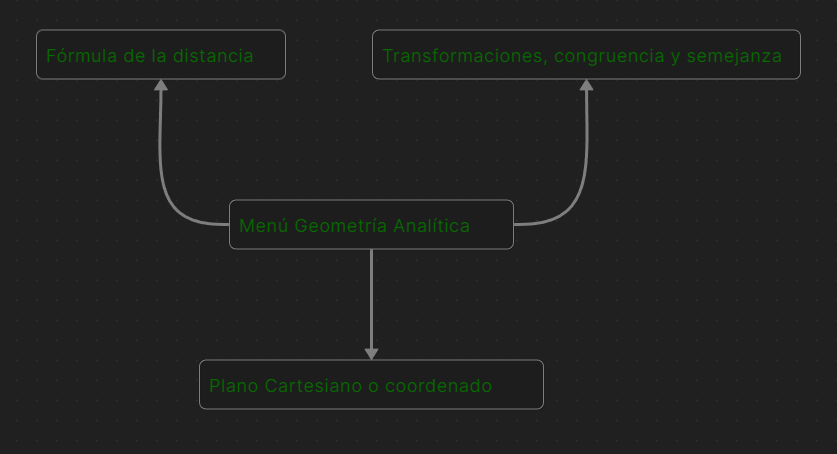 Fórmula de la distancia
Transformaciones, congruencia y semejanza
Menú Geometría Analítica
Plano Cartesiano o coordenado